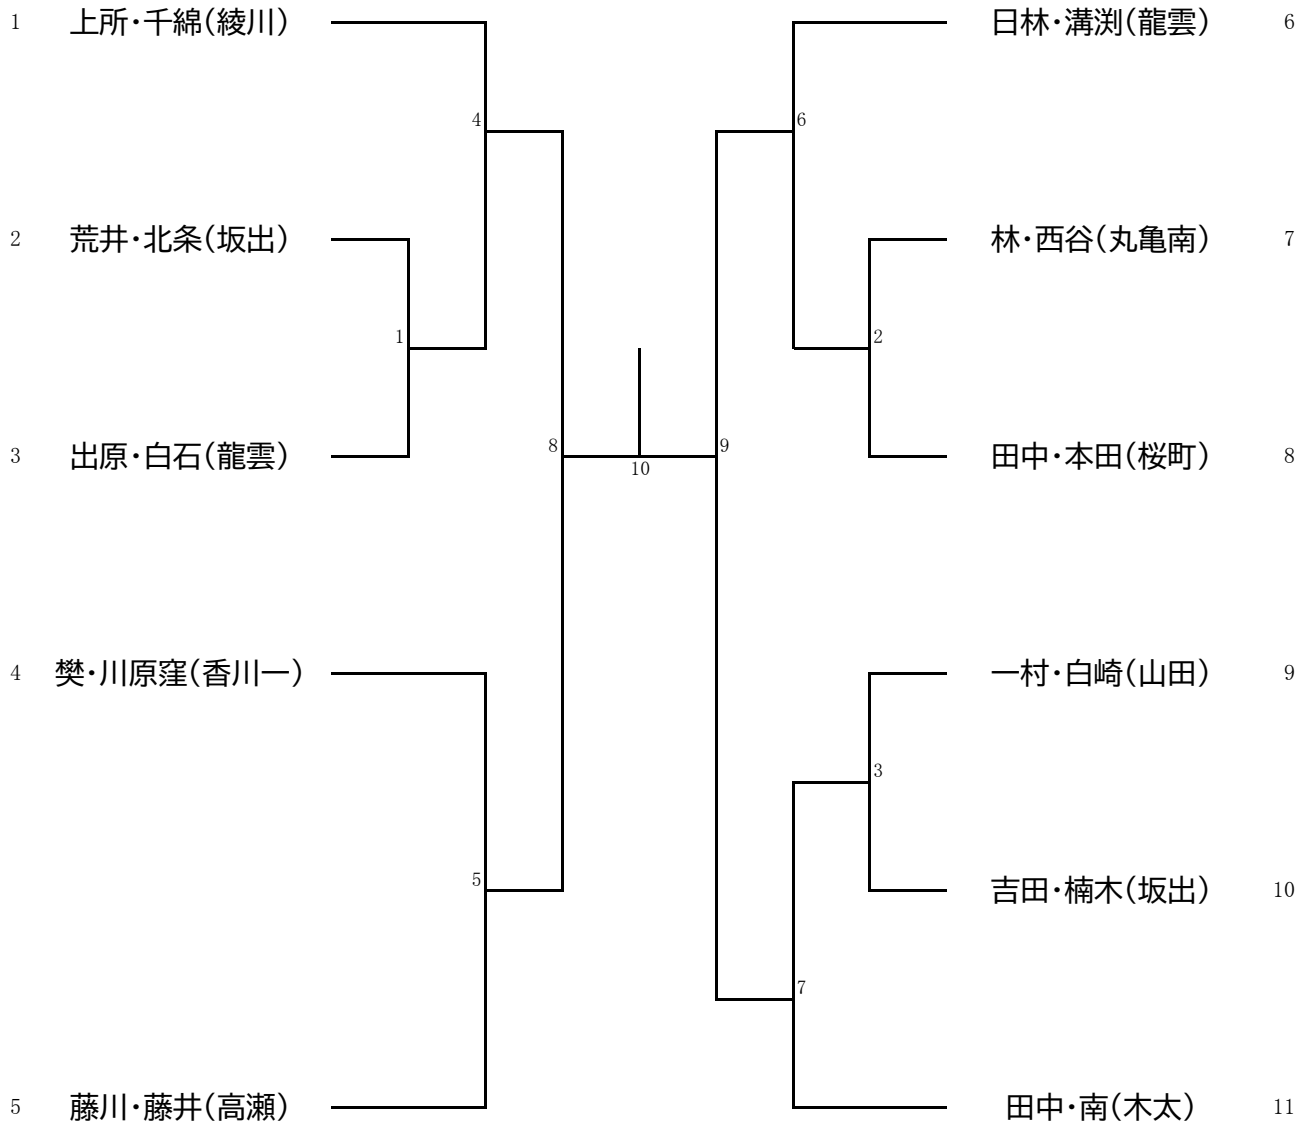 1 上所・千綿(綾川) 日林・溝渕(龍雲) 6
4 6
2 荒井・北条(坂出) 林・西谷(丸亀南) 7
1 2
3 出原・白石(龍雲) 8 9 田中・本田(桜町) 8
10
4 樊・川原窪(香川一) 一村・白崎(山田) 9
3
5 吉田・楠木(坂出) 10
7
5 藤川・藤井(高瀬) 田中・南(木太) 11